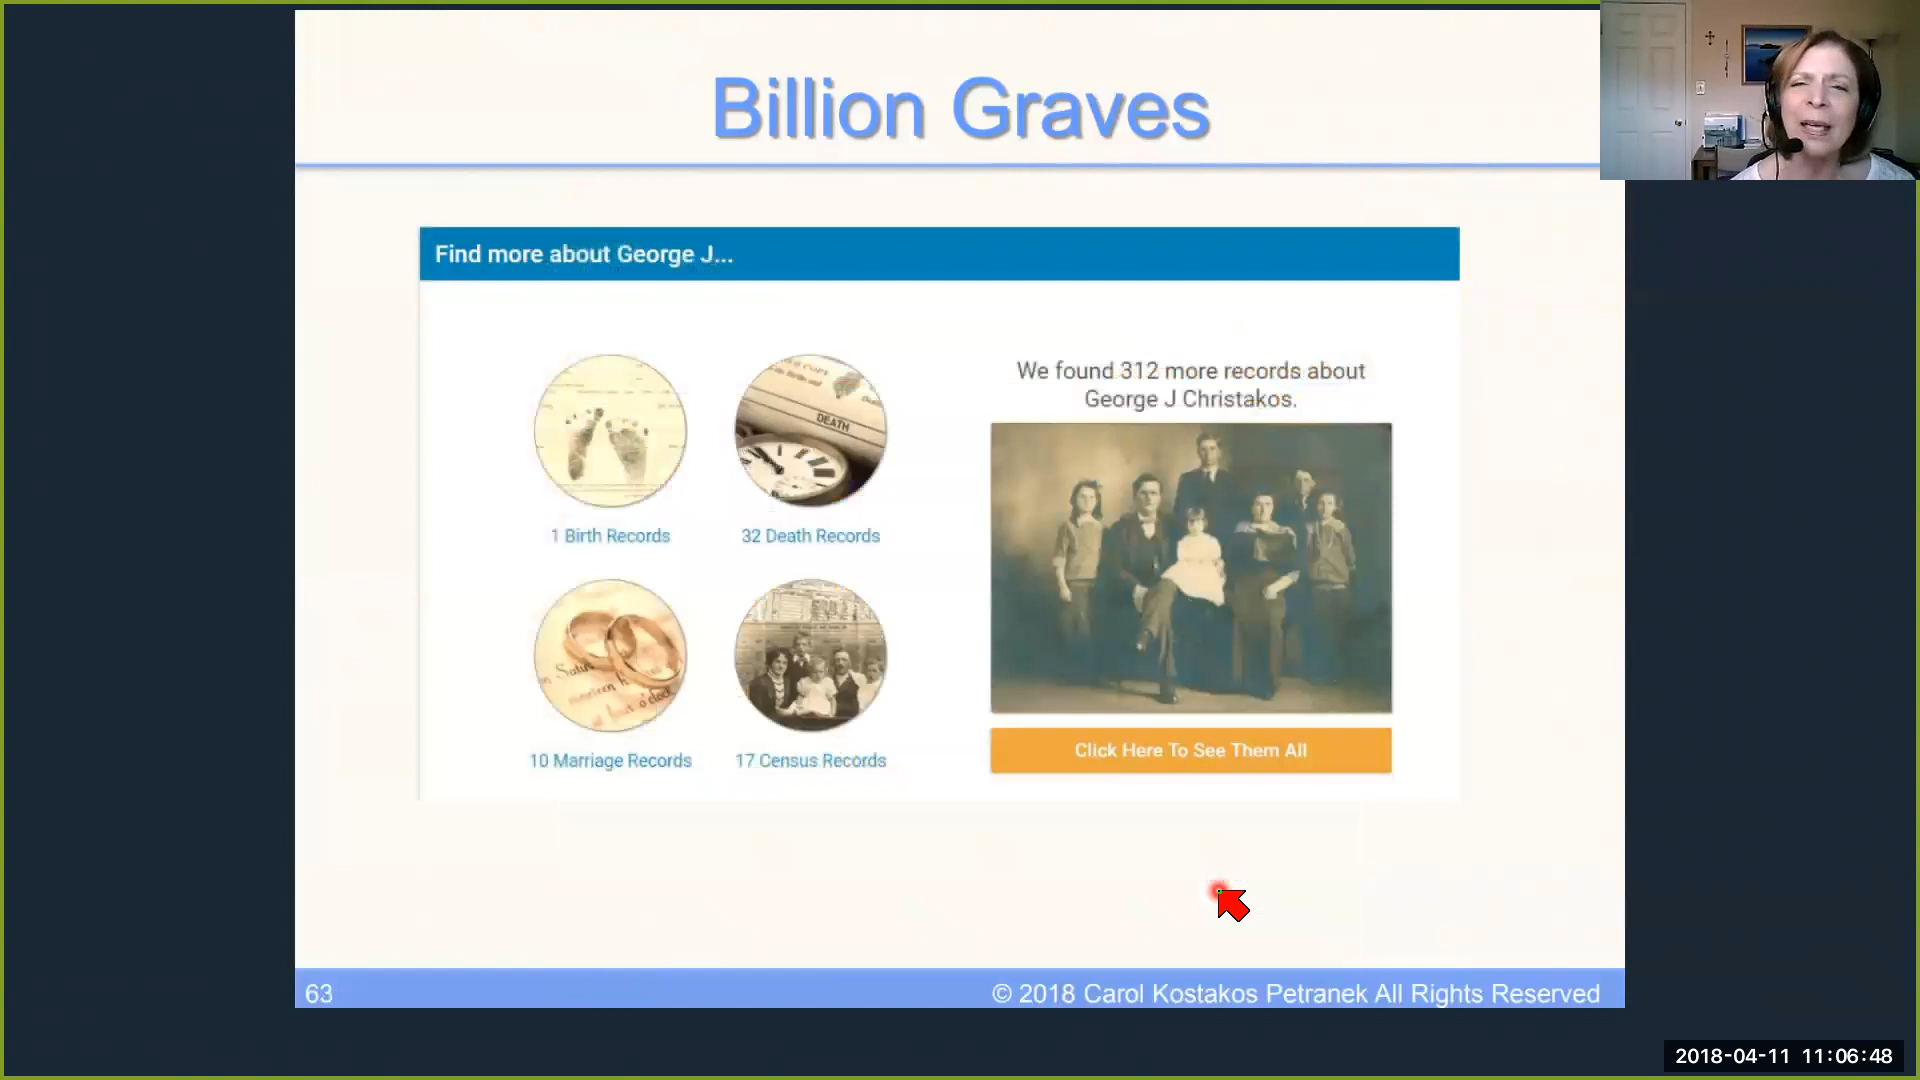 Billion Graves
Find more about George J...
We found 312 more records about
George J Christakos.
DEATH
1 Birth Records
32 Death Records
10 Marriage Records
17 Census Records
Click Here To See Them All
63
© 2018 Carol Kostakos Petranek All Rights Reserved
2018-04-11 11:06:48